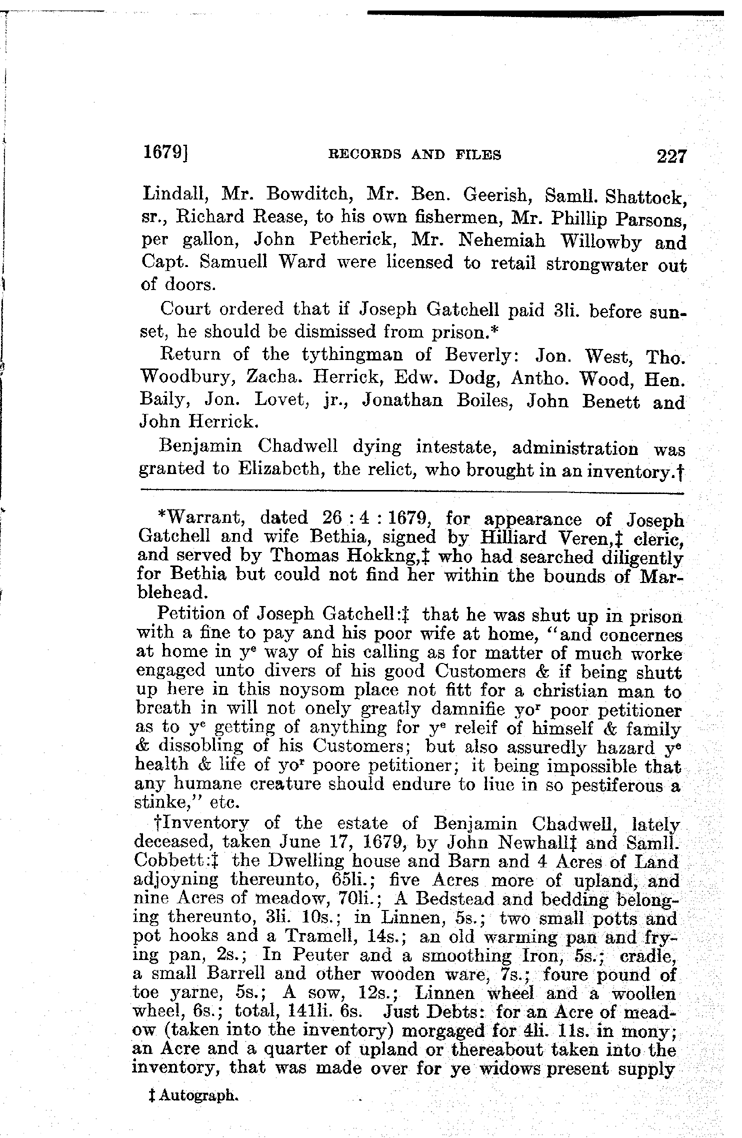 1679] RECORDS AND FILES 227
Lindall, Mr. Bowditch, Mr. Ben. Geerish, Samll. Shattock,
sr., Richard Rease, to his own fishermen, Mr. Phillip Parsons,
per gallon, John Petherick, Mr. Nehemiah Willowby and
Capt. Samuell Ward were licensed to retail strongwater out
of doors.
Court ordered that if Joseph Gatchell paid 3li. before sun-
set, he should be dismissed from prison.*
Return of the tythingman of Beverly: Jon. West, Tho.
Woodbury, Zacha. Herrick, Edw. Dodg, Antho. Wood, Hen.
Baily, Jon. Lovet, jr., Jonathan Boiles, John Benett and
John Herrick.
Benjamin Chadwell dying intestate, administration was
granted to Elizabeth, the relict, who brought in an inventory.†
*Warrant, dated 26 : 4 : 1679, for appearance of Joseph
Gatchell and wife Bethia, signed by Hilliard Veren,‡ cleric,
and served by Thomas Hokkng,‡ who had searched diligently
for Bethia but could not find her within the bounds of Mar-
blehead.
Petition of Joseph Gatchell:‡ that he was shut up in prison
with a fine to pay and his poor wife at home, "and concernes
at home in yᵉ way of his calling as for matter of much worke
engaged unto divers of his good Customers & if being shutt
up here in this noysom place not fitt for a christian man to
breath in will not onely greatly damnifie yoʳ poor petitioner
as to yᵉ getting of anything for yᵉ releif of himself & family
& dissobling of his Customers; but also assuredly hazard yᵉ
health & life of yoʳ poore petitioner; it being impossible that
any humane creature should endure to liue in so pestiferous a
stinke," etc.
†Inventory of the estate of Benjamin Chadwell, lately
deceased, taken June 17, 1679, by John Newhall‡ and Samll.
Cobbett:‡ the Dwelling house and Barn and 4 Acres of Land
adjoyning thereunto, 65li.; five Acres more of upland, and
nine Acres of meadow, 70li.; A Bedstead and bedding belong-
ing thereunto, 3li. 10s.; in Linnen, 5s.; two small potts and
pot hooks and a Tramell, 14s.; an old warming pan and fry-
ing pan, 2s.; In Peuter and a smoothing Iron, 5s.; cradle,
a small Barrell and other wooden ware, 7s.; foure pound of
toe yarne, 5s.; A sow, 12s.; Linnen wheel and a woollen
wheel, 6s.; total, 141li. 6s. Just Debts: for an Acre of mead-
ow (taken into the inventory) morgaged for 4li. 11s. in mony;
an Acre and a quarter of upland or thereabout taken into the
inventory, that was made over for ye widows present supply
‡ Autograph.